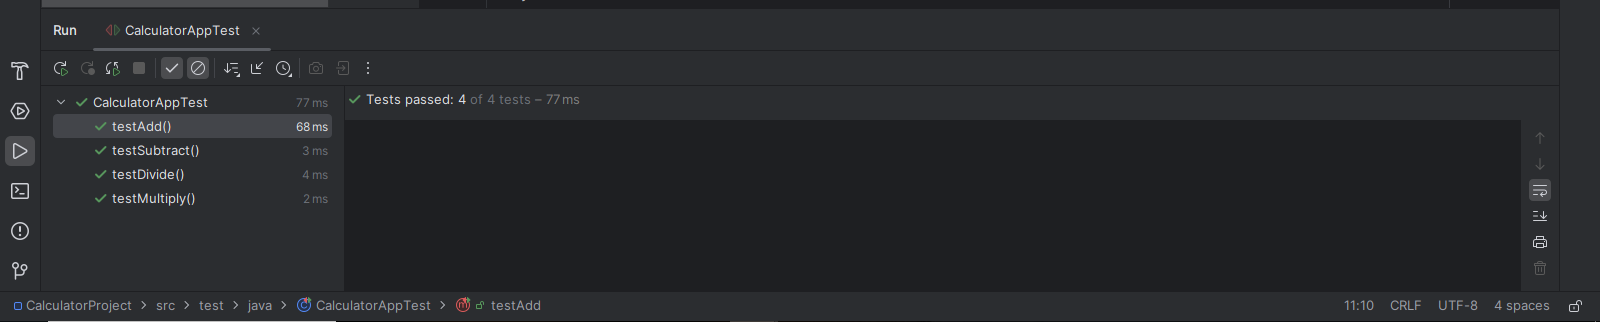 Run CalculatorAppTest
CalculatorAppTest 77 ms
testAdd() 68 ms
testSubtract() 3 ms
testDivide() 4 ms
testMultiply() 2 ms
Tests passed: 4 of 4 tests – 77 ms
CalculatorProject > src > test > java > CalculatorAppTest > testAdd
11:10 CRLF UTF-8 4 spaces